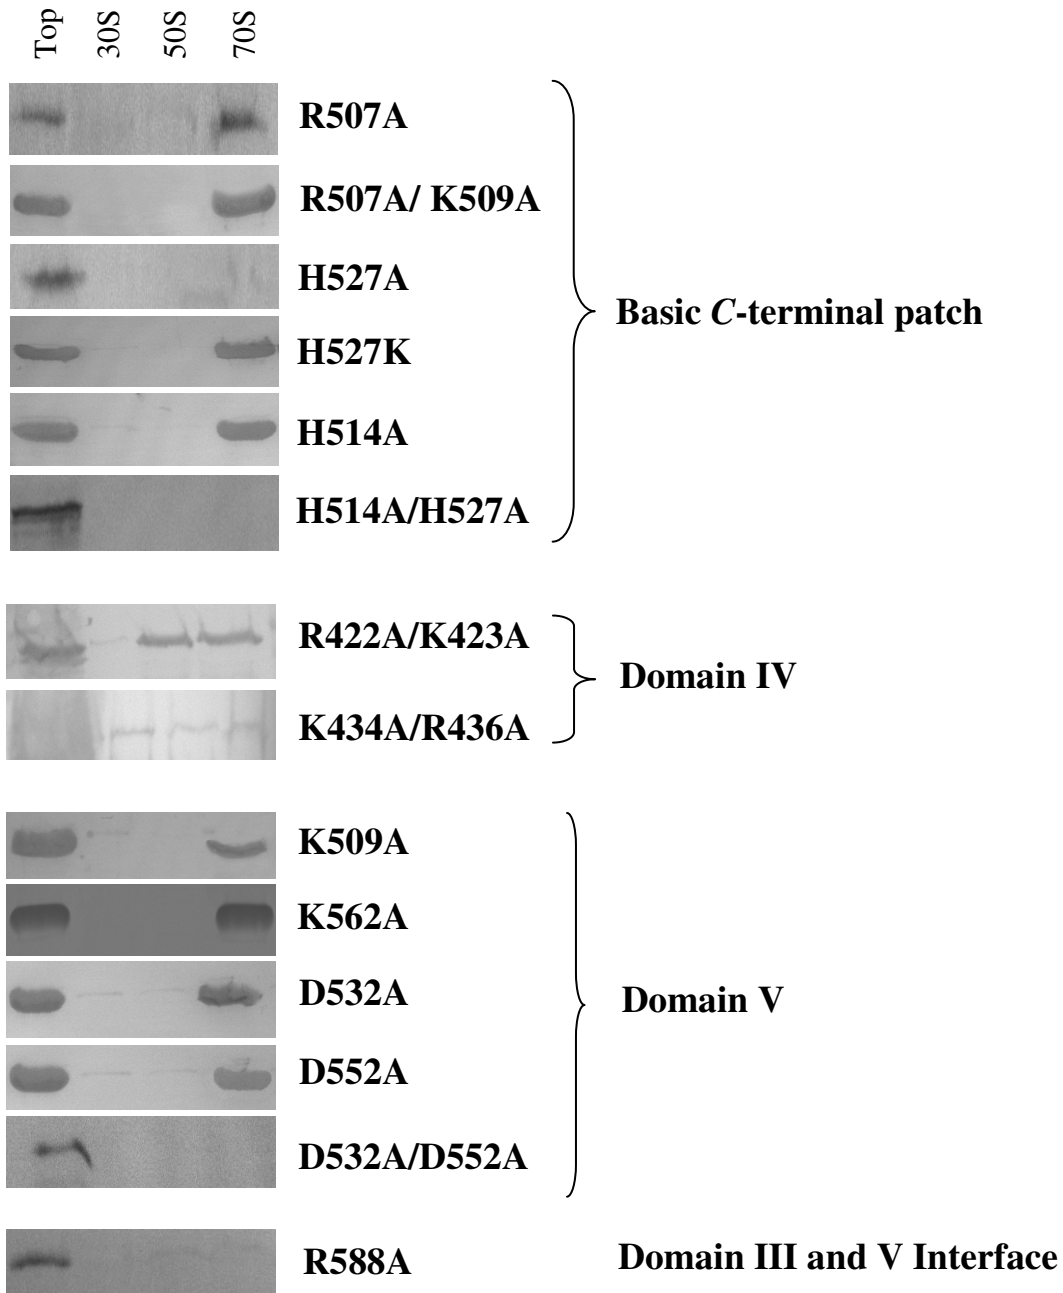 Top 30S 50S 70S
R507A
R507A/ K509A
H527A
H527K
H514A
H514A/H527A
Basic C-terminal patch
R422A/K423A
K434A/R436A
Domain IV
K509A
K562A
D532A
D552A
D532A/D552A
Domain V
R588A
Domain III and V Interface